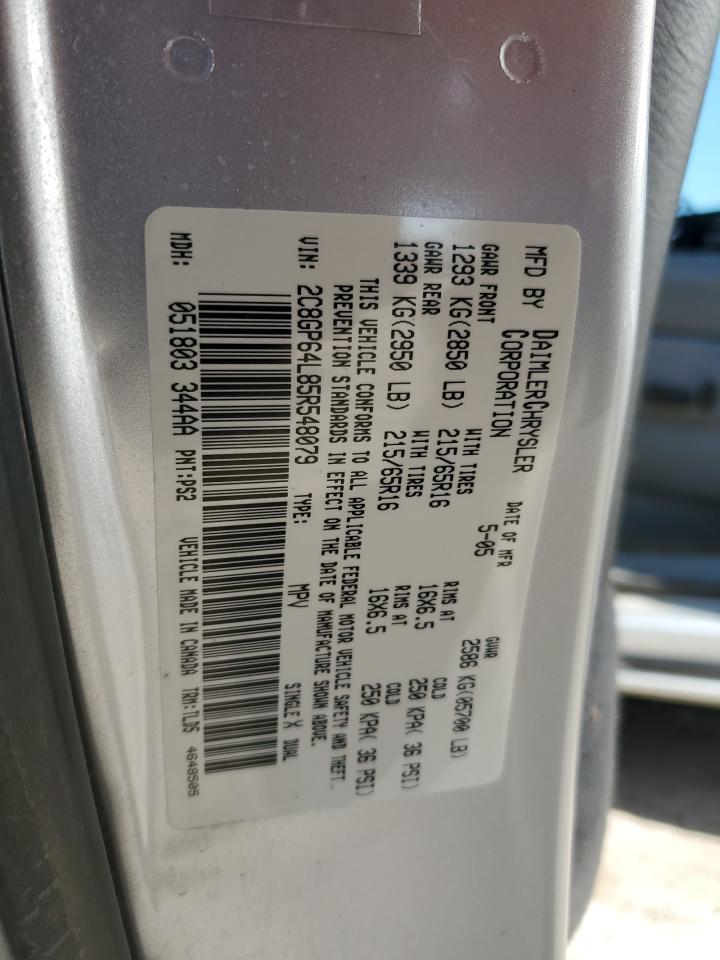 MFD BY DAIMLERCHRYSLER CORPORATION DATE OF MFR 5-05 GVWR 2586 KG(05700 LB)
GAWR FRONT WITH TIRES RIMS AT COLD
1293 KG(2850 LB) 215/65R16 16X6.5 250 KPA( 36 PSI)
GAWR REAR WITH TIRES RIMS AT COLD
1339 KG(2950 LB) 215/65R16 16X6.5 250 KPA( 36 PSI)
THIS VEHICLE CONFORMS TO ALL APPLICABLE FEDERAL MOTOR VEHICLE SAFETY AND THEFT
PREVENTION STANDARDS IN EFFECT ON THE DATE OF MANUFACTURE SHOWN ABOVE.
VIN: 2C8GP64L85R548079 TYPE: MPV SINGLE X DUAL
MDH: 051803 344AA PNT:PS2 VEHICLE MADE IN CANADA TRM:TLJ5 4648505